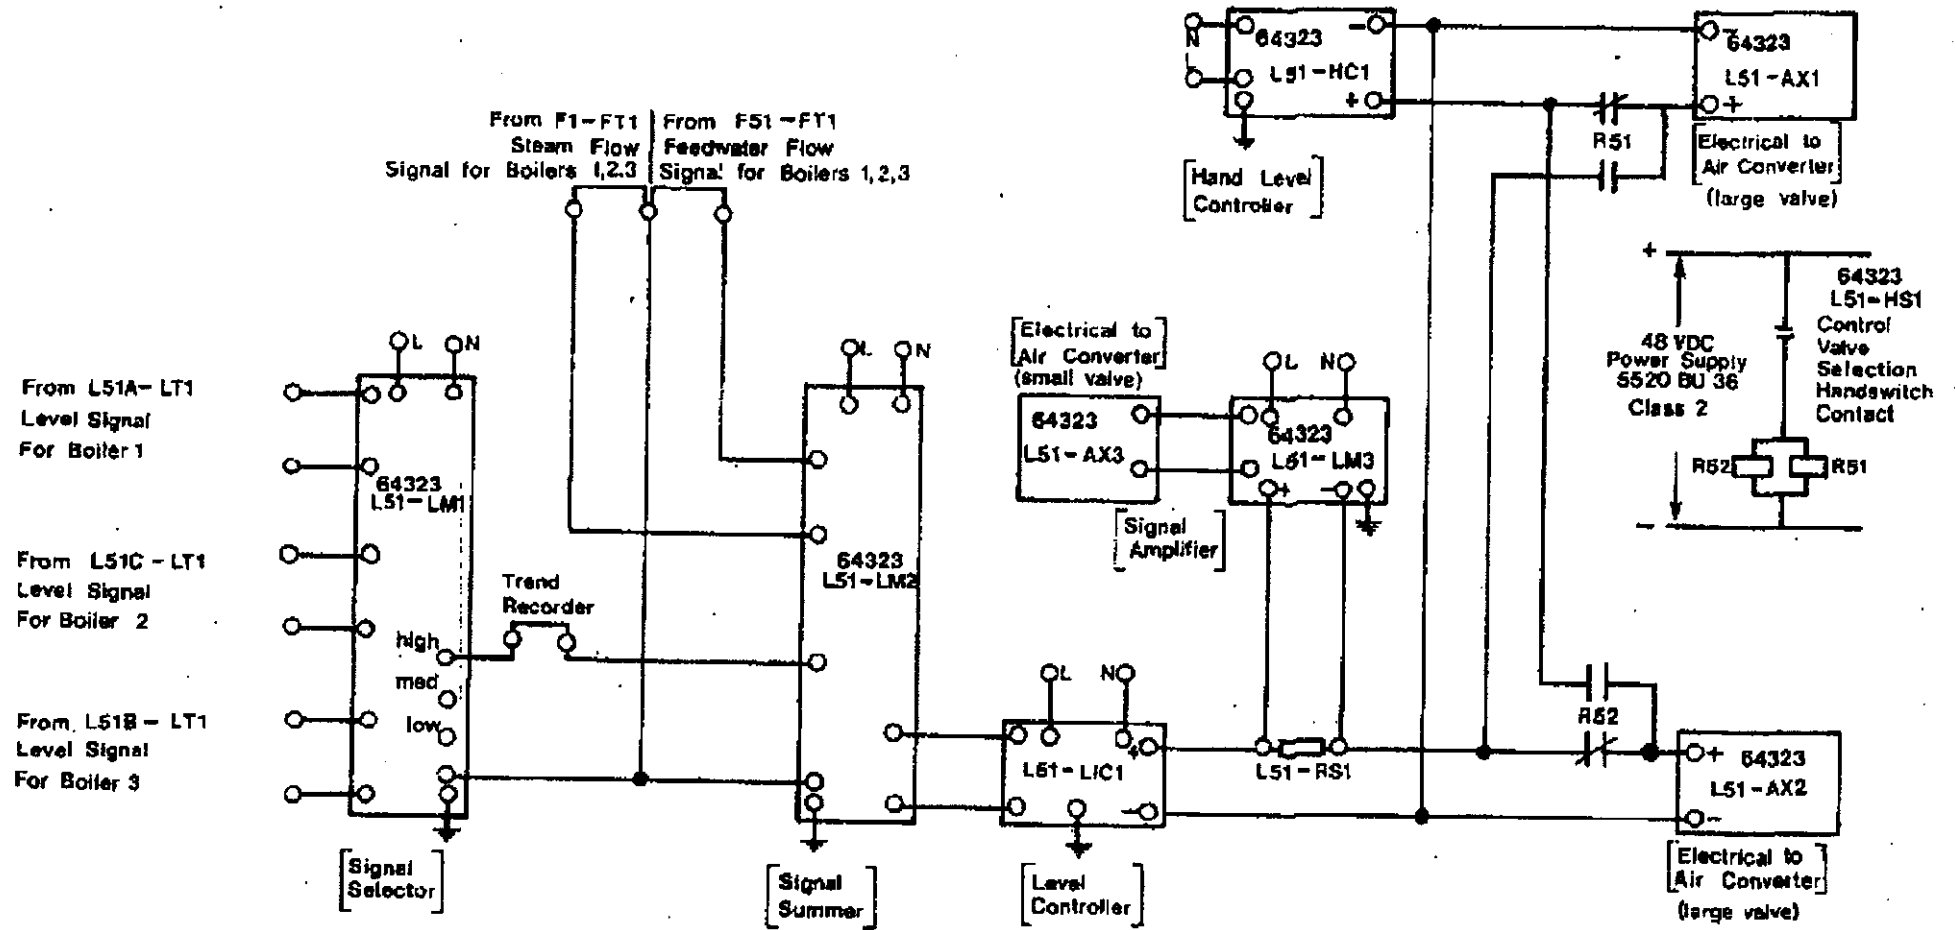 N
L
64323
L51-HC1
-
+
[Hand Level
Controller]
-
64323
L51-AX1
+
[Electrical to
Air Converter]
(large valve)
R51
From F1-FT1
Steam Flow
Signal for Boilers 1,2,3
From F51-FT1
Feedwater Flow
Signal for Boilers 1,2,3
+
48 VDC
Power Supply
5520 BU 36
Class 2
-
64323
L51-HS1
Control
Valve
Selection
Handswitch
Contact
R52
R51
From L51A-LT1
Level Signal
For Boiler 1
From L51C-LT1
Level Signal
For Boiler 2
From L51B-LT1
Level Signal
For Boiler 3
L
N
64323
L51-LM1
high
med
low
[Signal
Selector]
Trend
Recorder
L
N
64323
L51-LM2
[Signal
Summer]
[Electrical to
Air Converter]
(small valve)
64323
L51-AX3
L
N
64323
L51-LM3
+
-
[Signal
Amplifier]
L
N
+
L51-LIC1
-
[Level
Controller]
L51-RS1
R52
+
64323
L51-AX2
-
[Electrical to
Air Converter]
(large valve)